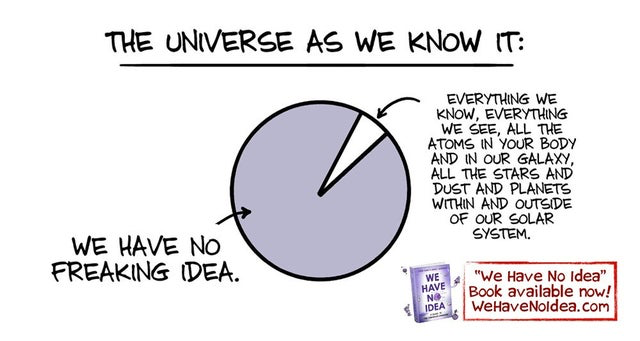 THE UNIVERSE AS WE KNOW IT:
EVERYTHING WE
KNOW, EVERYTHING
WE SEE, ALL THE
ATOMS IN YOUR BODY
AND IN OUR GALAXY,
ALL THE STARS AND
DUST AND PLANETS
WITHIN AND OUTSIDE
OF OUR SOLAR
SYSTEM.
WE HAVE NO
FREAKING IDEA.
WE
HAVE
NO
IDEA
"We Have No Idea"
Book available now!
WeHaveNoIdea.com